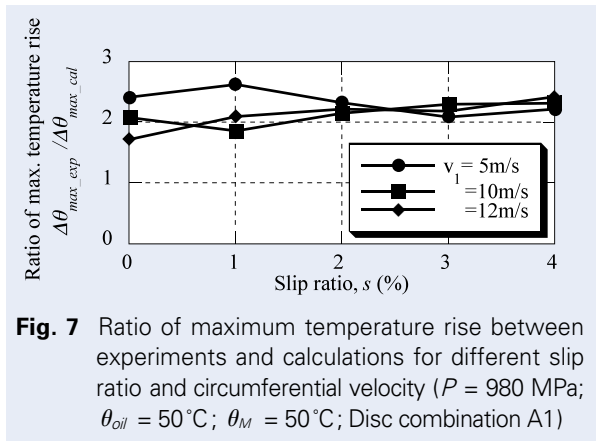 Ratio of max. temperature rise
Δθmax_exp /Δθmax_cal
3
2
1
0
v1= 5m/s
=10m/s
=12m/s
0 1 2 3 4
Slip ratio, s (%)
Fig. 7 Ratio of maximum temperature rise between
experiments and calculations for different slip
ratio and circumferential velocity (P = 980 MPa;
θoil = 50˚C; θM = 50˚C; Disc combination A1)